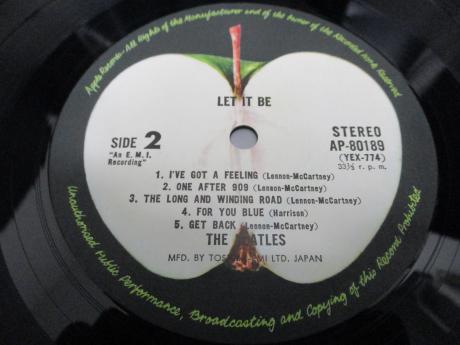 Apple Records-All Rights of the Manufacturer and of the Owner of the Recorded Work Reserved
LET IT BE
SIDE 2
"An E.M.I. Recording"
STEREO
AP-80189
(YEX-774)
33⅓ r.p.m.
1. I'VE GOT A FEELING (Lennon-McCartney)
2. ONE AFTER 909 (Lennon-McCartney)
3. THE LONG AND WINDING ROAD (Lennon-McCartney)
4. FOR YOU BLUE (Harrison)
5. GET BACK (Lennon-McCartney)
THE BEATLES
MFD. BY TOSHIBA EMI LTD. JAPAN
Unauthorised Public Performance, Broadcasting and Copying of this Record Prohibited